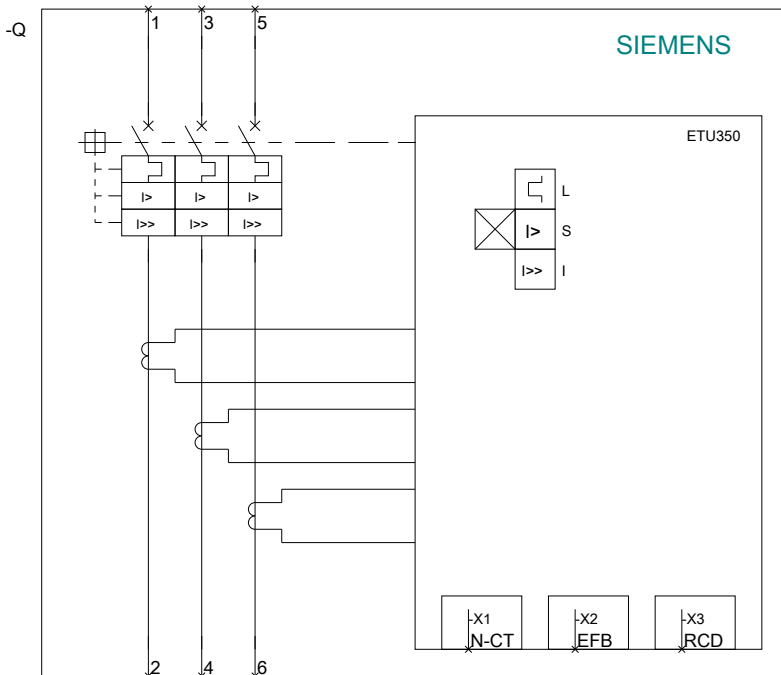 1 3 5
-Q
SIEMENS
ETU350
L
I> I> I>
I> S
I>> I>> I>>
I>> I
-X1 -X2 -X3
N-CT EFB RCD
2 4 6